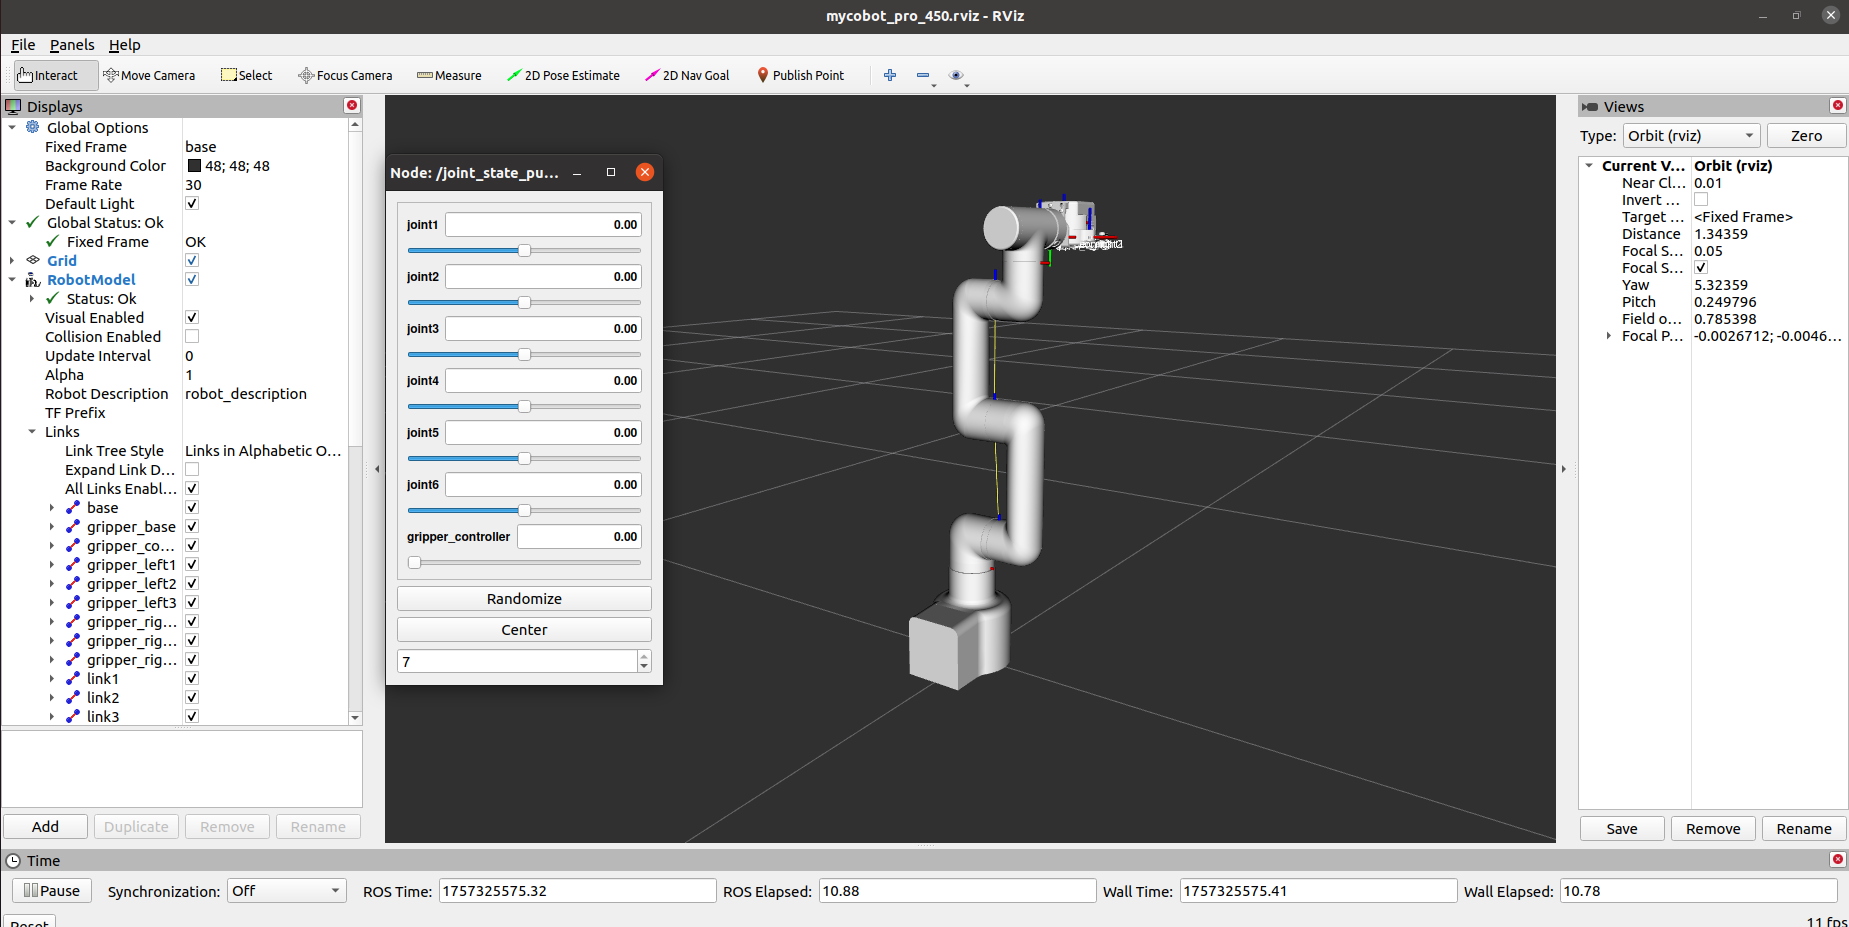 mycobot_pro_450.rviz - RViz
File Panels Help
Interact Move Camera Select Focus Camera Measure 2D Pose Estimate 2D Nav Goal Publish Point
Displays
Global Options
Fixed Frame base
Background Color 48; 48; 48
Frame Rate 30
Default Light
Global Status: Ok
Fixed Frame OK
Grid
RobotModel
Status: Ok
Visual Enabled
Collision Enabled
Update Interval 0
Alpha 1
Robot Description robot_description
TF Prefix
Links
Link Tree Style Links in Alphabetic O...
Expand Link D...
All Links Enabl...
base
gripper_base
gripper_co...
gripper_left1
gripper_left2
gripper_left3
gripper_rig...
gripper_rig...
gripper_rig...
link1
link2
link3
Add Duplicate Remove Rename
Node: /joint_state_pu...
joint1 0.00
joint2 0.00
joint3 0.00
joint4 0.00
joint5 0.00
joint6 0.00
gripper_controller 0.00
Randomize
Center
7
Views
Type: Orbit (rviz) Zero
Current V... Orbit (rviz)
Near Cl... 0.01
Invert ...
Target ... <Fixed Frame>
Distance 1.34359
Focal S... 0.05
Focal S...
Yaw 5.32359
Pitch 0.249796
Field o... 0.785398
Focal P... -0.0026712; -0.0046...
Save Remove Rename
Time
Pause Synchronization: Off ROS Time: 1757325575.32 ROS Elapsed: 10.88 Wall Time: 1757325575.41 Wall Elapsed: 10.78
Reset 11 fps